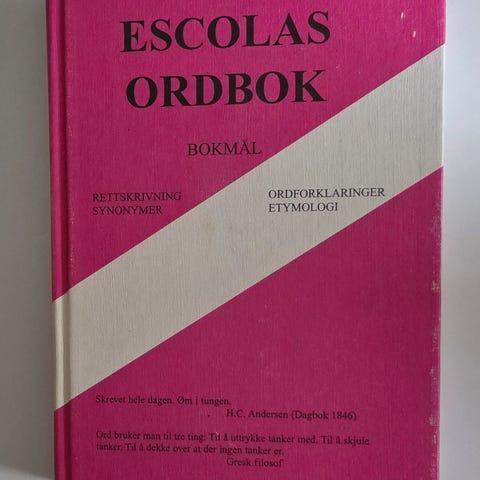 ESCOLAS
ORDBOK
BOKMÅL
RETTSKRIVNING
SYNONYMER
ORDFORKLARINGER
ETYMOLOGI
Skrevet hele dagen. Øm i tungen.
H.C. Andersen (Dagbok 1846)
Ord bruker man til tre ting: Til å uttrykke tanker med. Til å skjule
tanker. Til å dekke over at der ingen tanker er.
Gresk filosof